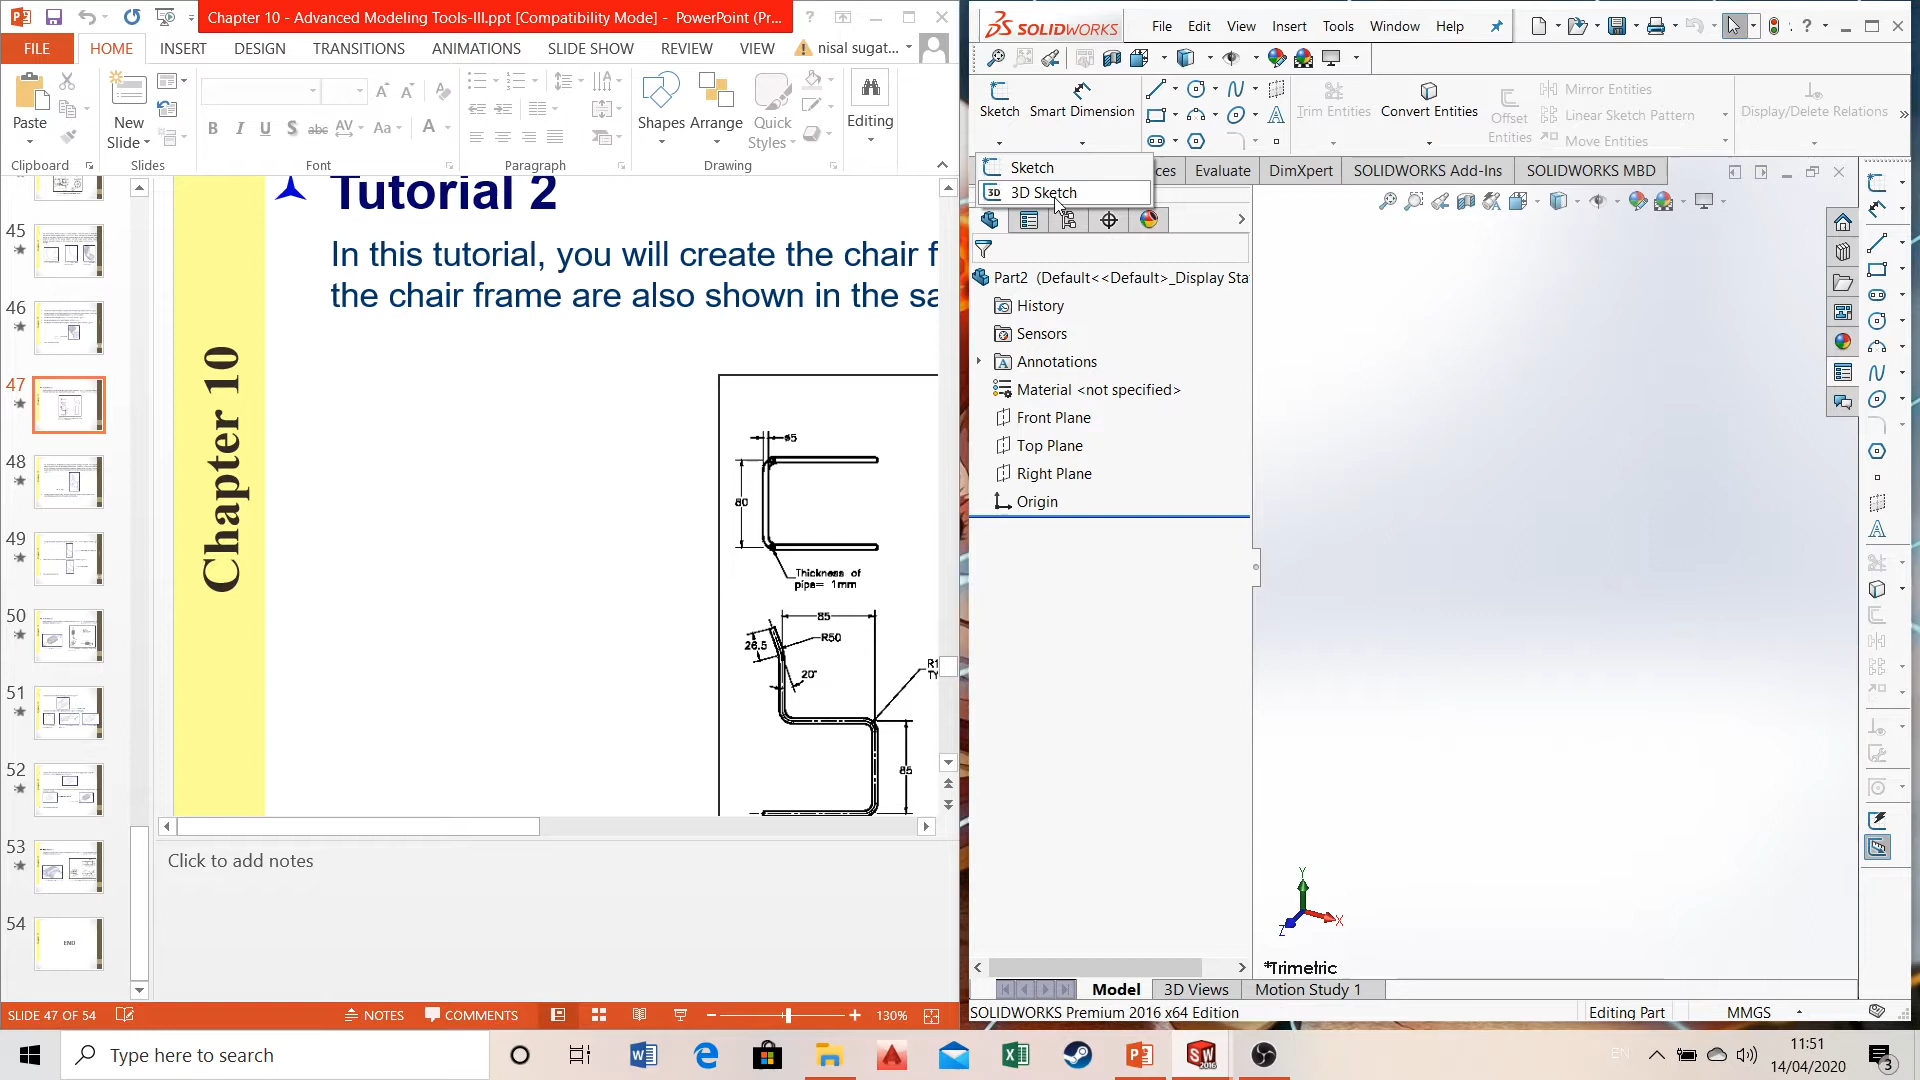 Chapter 10 - Advanced Modeling Tools-III.ppt [Compatibility Mode] - PowerPoint (Pr...
FILE HOME INSERT DESIGN TRANSITIONS ANIMATIONS SLIDE SHOW REVIEW VIEW nisal sugat...
Paste
New
Slide
Shapes Arrange Quick
Styles
Editing
Clipboard Slides Font Paragraph Drawing
45
46
47
48
49
50
51
52
53
54
END
Chapter 10
Tutorial 2
In this tutorial, you will create the chair f
the chair frame are also shown in the sa
ø5
80
Thickness of
pipe= 1mm
85
R50
26.5
20°
R1
TY
85
Click to add notes
SLIDE 47 OF 54 NOTES COMMENTS 130%
SOLIDWORKS File Edit View Insert Tools Window Help
Sketch Smart Dimension Trim Entities Convert Entities Offset
Entities
Mirror Entities
Linear Sketch Pattern
Move Entities
Display/Delete Relations
Sketch
3D Sketch
ces Evaluate DimXpert SOLIDWORKS Add-Ins SOLIDWORKS MBD
Part2 (Default<<Default>_Display Sta
History
Sensors
Annotations
Material <not specified>
Front Plane
Top Plane
Right Plane
Origin
Y
X
Z
*Trimetric
Model 3D Views Motion Study 1
SOLIDWORKS Premium 2016 x64 Edition Editing Part MMGS
Type here to search
EN
11:51
14/04/2020
3